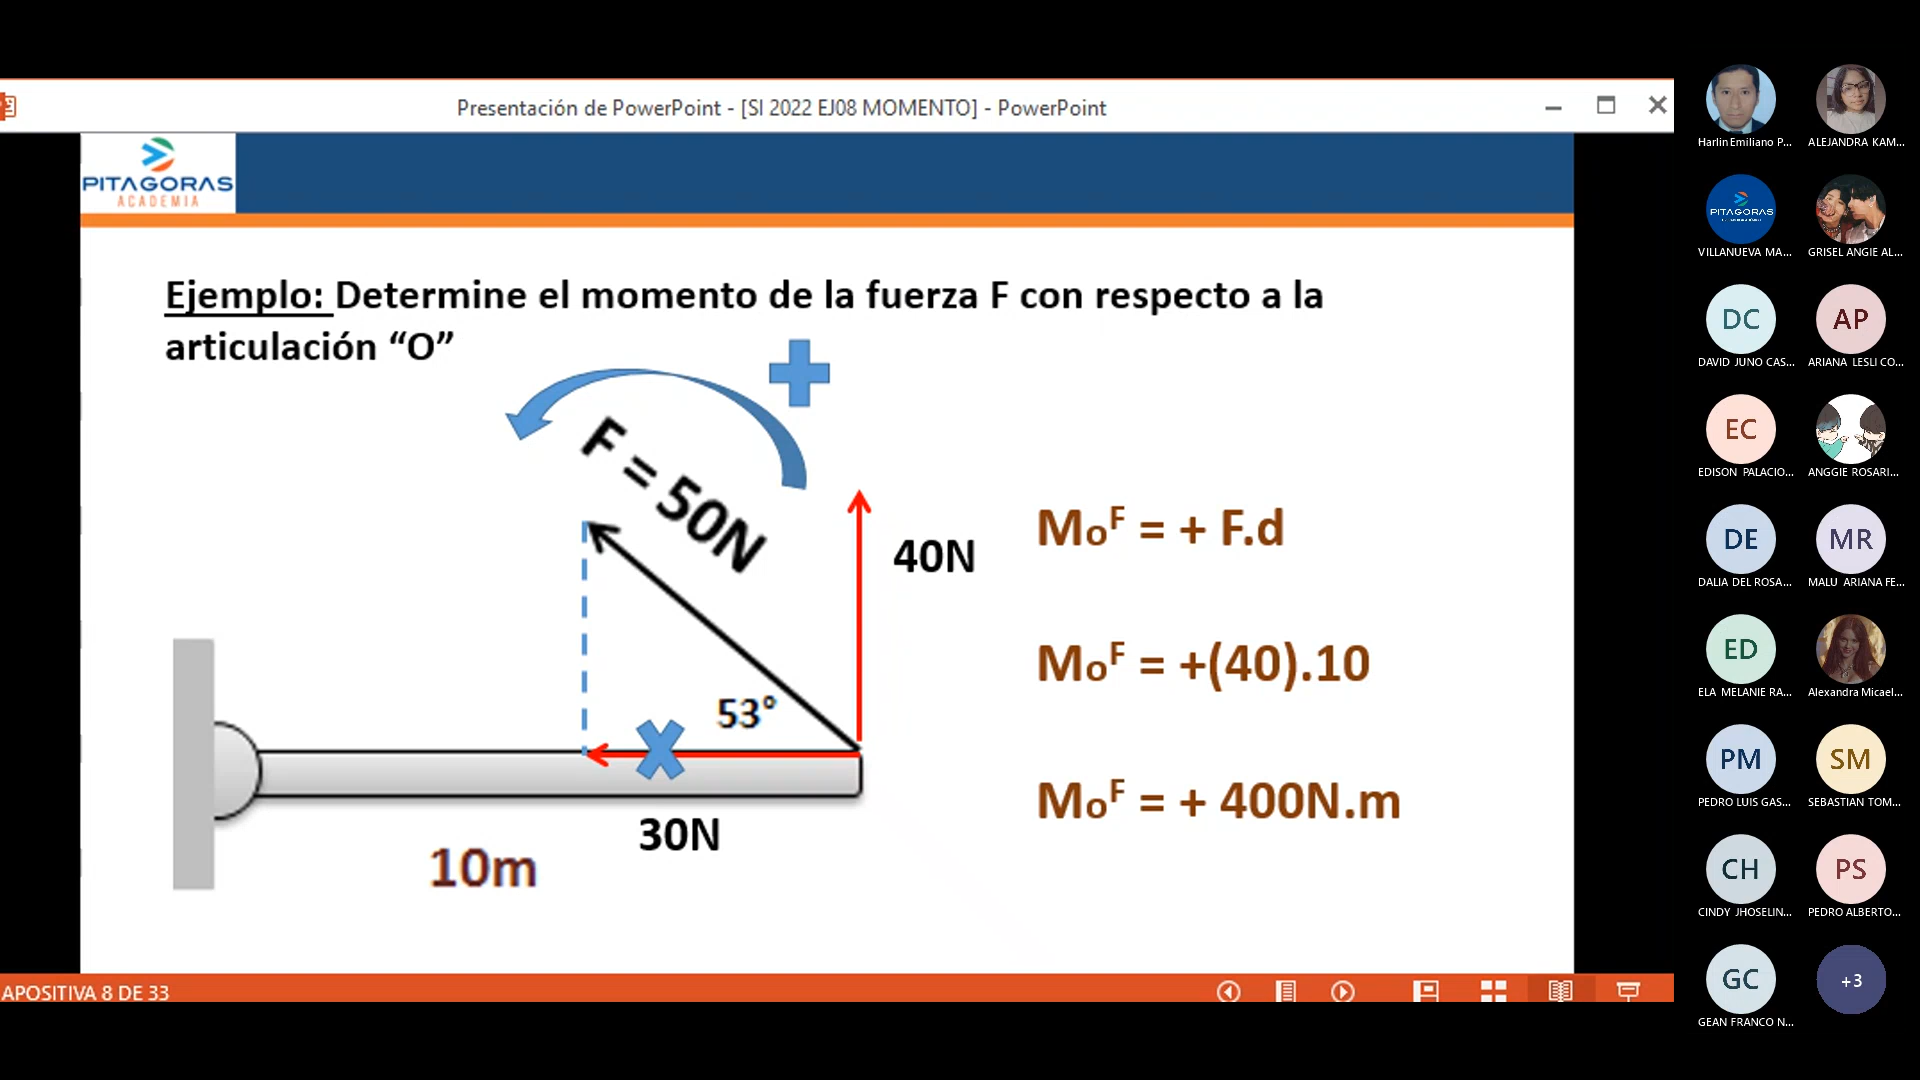 Presentación de PowerPoint - [SI 2022 EJ08 MOMENTO] - PowerPoint
PITAGORAS
ACADEMIA
Ejemplo: Determine el momento de la fuerza F con respecto a la
articulación “O”
F = 50N
40N
53°
30N
10m
Moᶠ = + F.d
Moᶠ = +(40).10
Moᶠ = + 400N.m
APOSITIVA 8 DE 33
Harlin Emiliano P...
ALEJANDRA KAM...
PITAGORAS
VILLANUEVA MA...
GRISEL ANGIE AL...
DC
DAVID JUNO CAS...
AP
ARIANA LESLI CO...
EC
EDISON PALACIO...
ANGGIE ROSARI...
DE
DALIA DEL ROSA...
MR
MALU ARIANA FE...
ED
ELA MELANIE RA...
Alexandra Micael...
PM
PEDRO LUIS GAS...
SM
SEBASTIAN TOM...
CH
CINDY JHOSELIN...
PS
PEDRO ALBERTO...
GC
GEAN FRANCO N...
+3